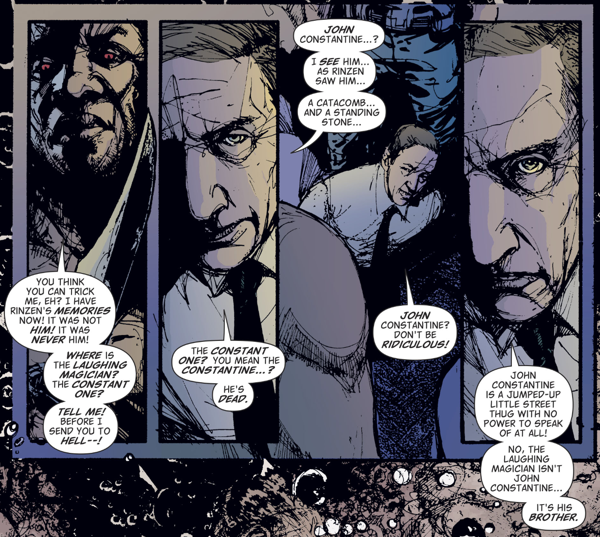 YOU THINK
YOU CAN TRICK
ME, EH? I HAVE
RINZEN'S MEMORIES
NOW! IT WAS NOT
HIM! IT WAS
NEVER HIM!
WHERE IS
THE LAUGHING
MAGICIAN?
THE CONSTANT
ONE?
TELL ME!
BEFORE I
SEND YOU TO
HELL--!
THE CONSTANT
ONE? YOU MEAN THE
CONSTANTINE...?
HE'S
DEAD.
JOHN
CONSTANTINE...?
I SEE HIM...
AS RINZEN
SAW HIM...
A CATACOMB...
AND A STANDING
STONE...
JOHN
CONSTANTINE?
DON'T BE
RIDICULOUS!
JOHN
CONSTANTINE
IS A JUMPED-UP
LITTLE STREET
THUG WITH NO
POWER TO SPEAK
OF AT ALL!
NO, THE
LAUGHING
MAGICIAN ISN'T
JOHN
CONSTANTINE...
IT'S HIS
BROTHER.